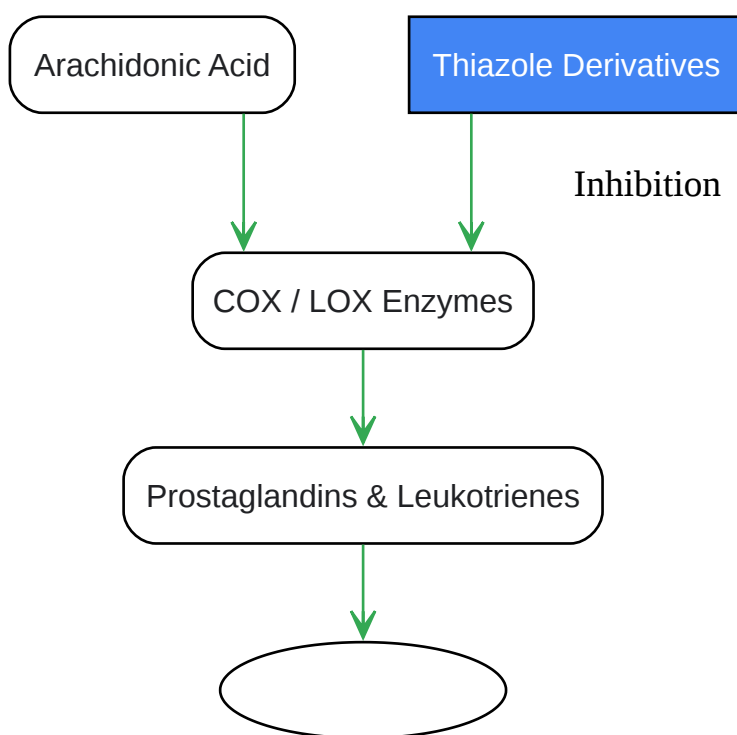 Arachidonic Acid
Thiazole Derivatives
Inhibition
COX / LOX Enzymes
Prostaglandins & Leukotrienes